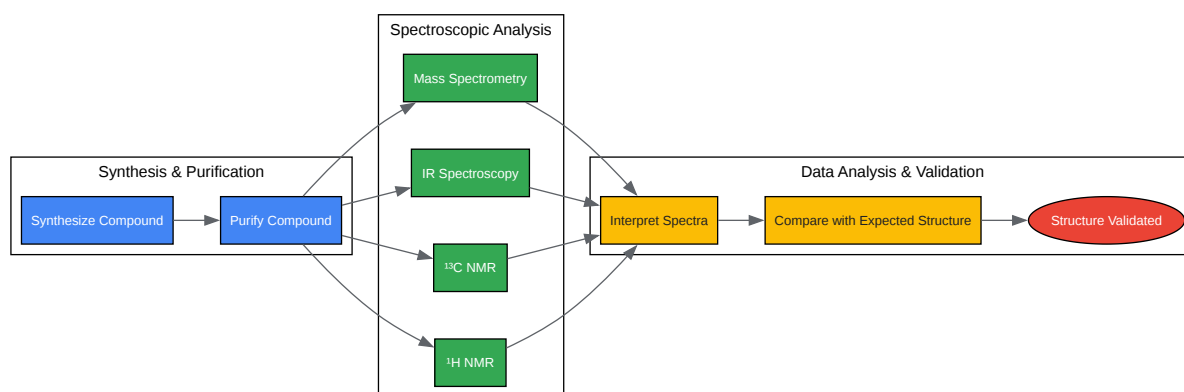 Spectroscopic Analysis
Mass Spectrometry
Synthesis & Purification
Synthesize Compound
Purify Compound
IR Spectroscopy
¹³C NMR
¹H NMR
Data Analysis & Validation
Interpret Spectra
Compare with Expected Structure
Structure Validated